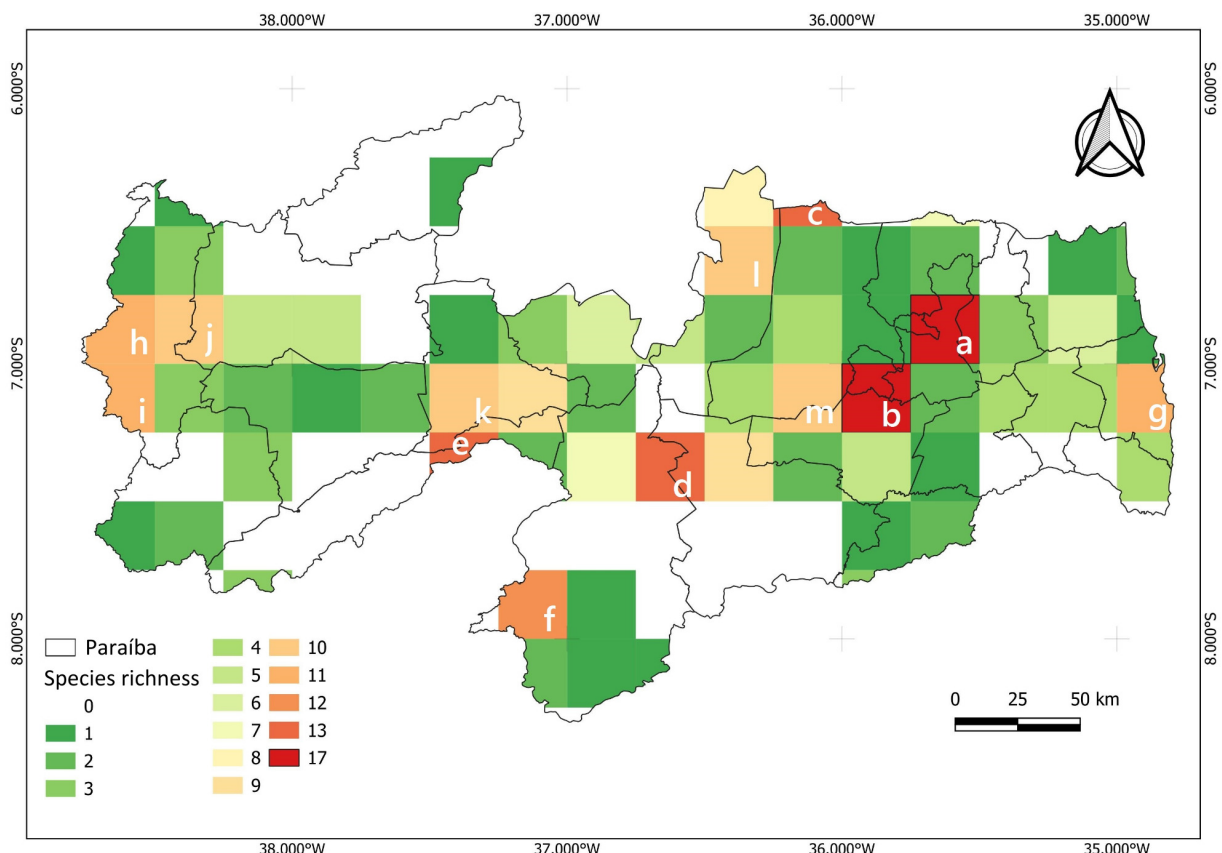 38.000°W 37.000°W 36.000°W 35.000°W
6.000°S 6.000°S
c
l
h j a
7.000°S 7.000°S
i k m b g
e
d
f
8.000°S 8.000°S
Paraíba
Species richness
0
1
2
3
4
5
6
7
8
9
10
11
12
13
17
0 25 50 km
38.000°W 37.000°W 36.000°W 35.000°W